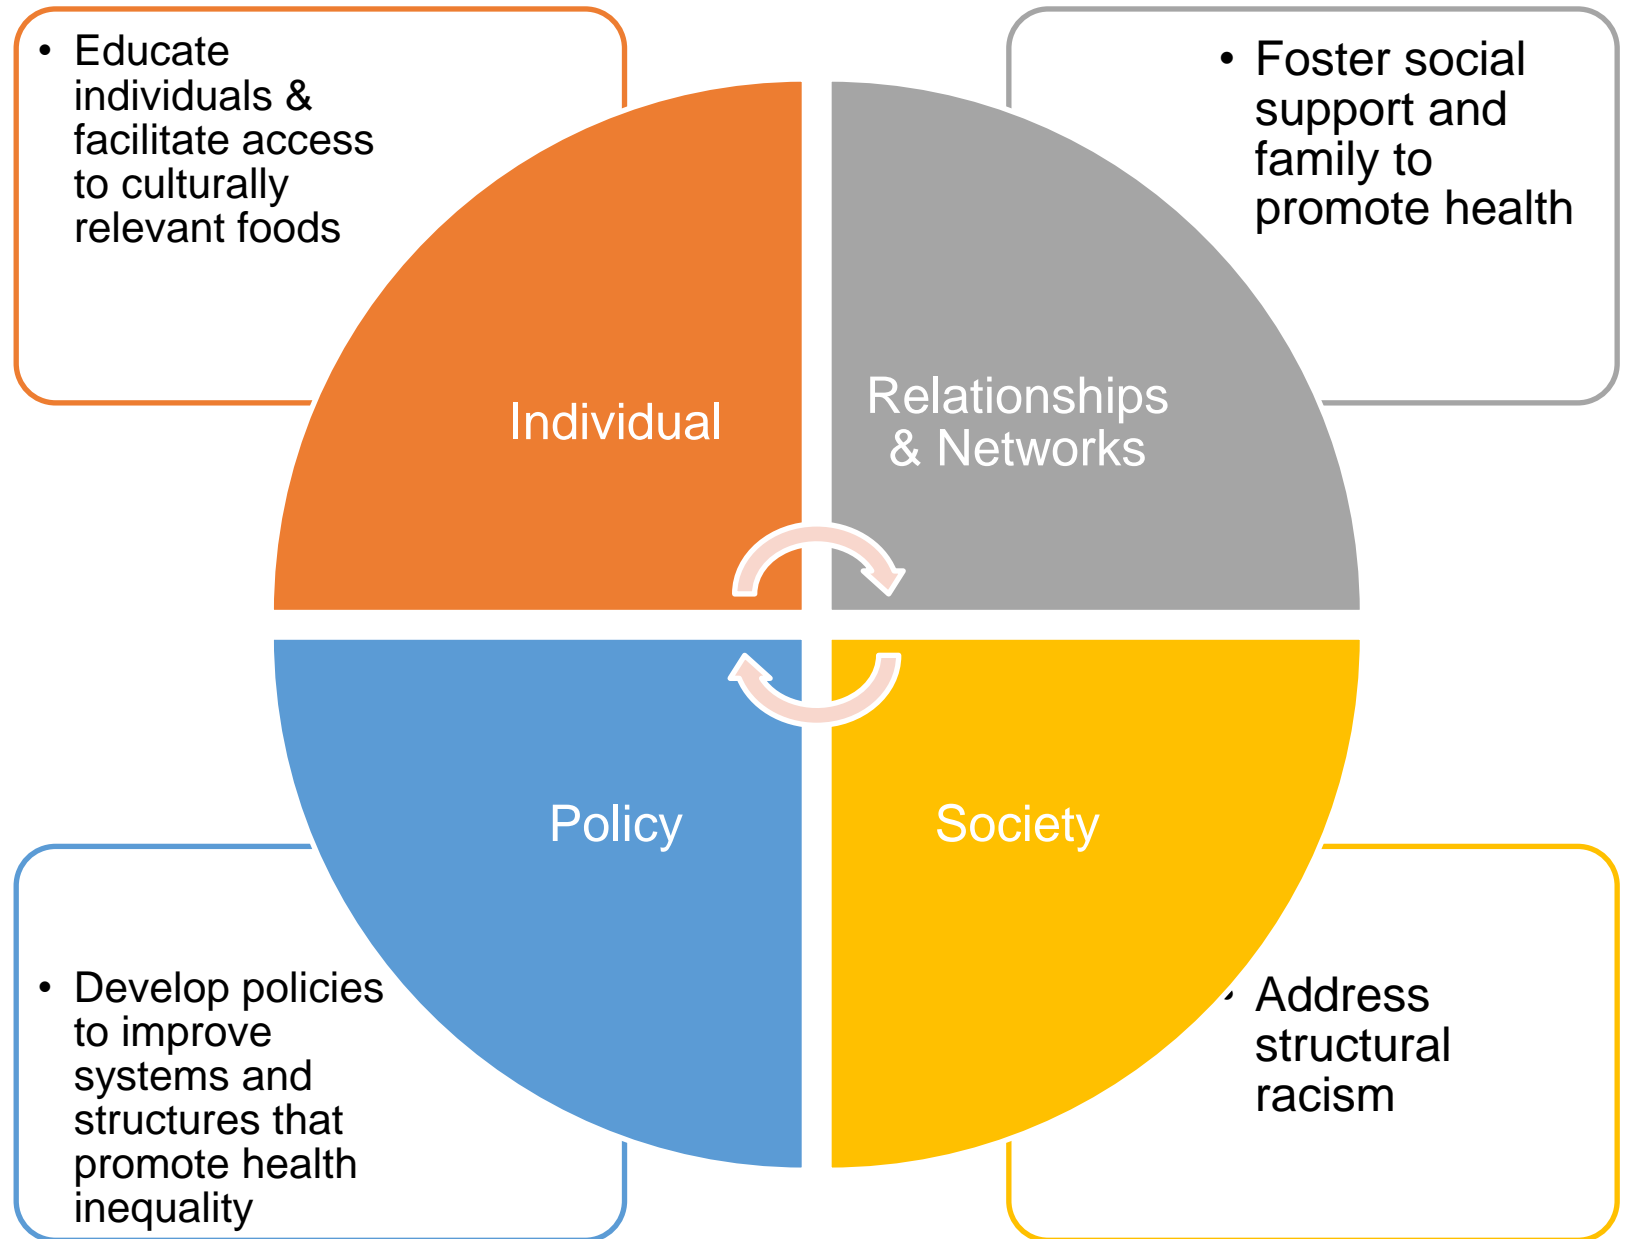 • Educate
individuals &
facilitate access
to culturally
relevant foods
• Foster social
support and
family to
promote health
Individual
Relationships
& Networks
Policy
Society
• Develop policies
to improve
systems and
structures that
promote health
inequality
• Address
structural
racism